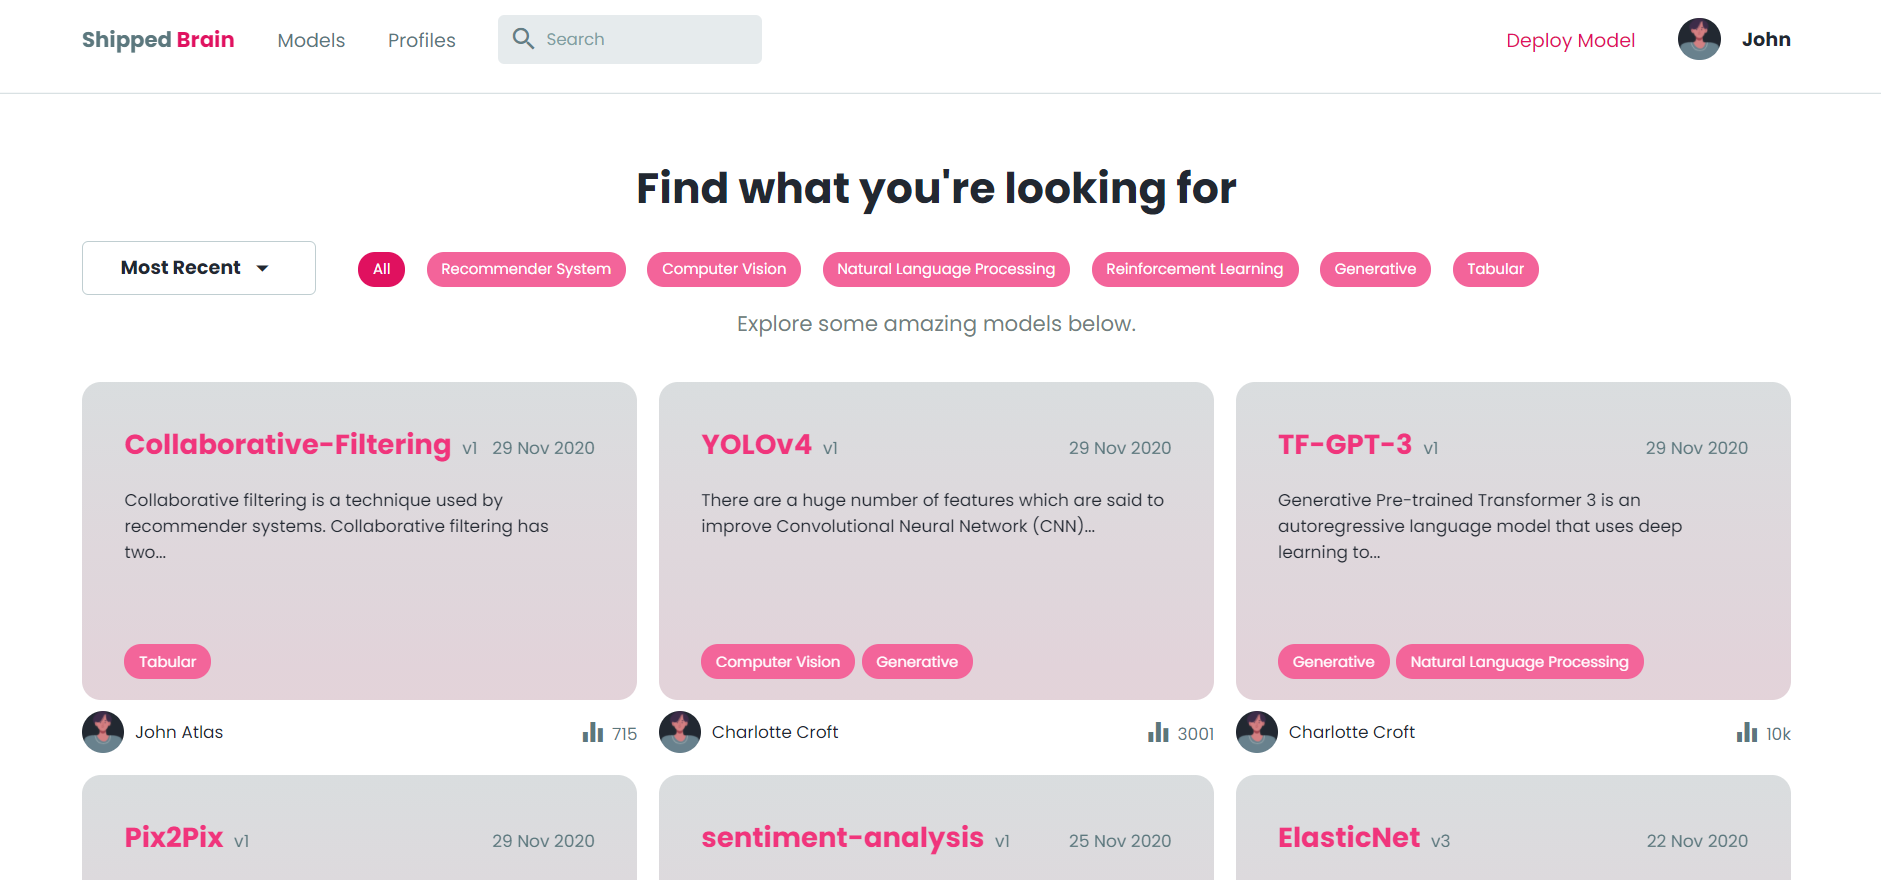 Shipped Brain Models Profiles Search Deploy Model John
Find what you're looking for
Most Recent All Recommender System Computer Vision Natural Language Processing Reinforcement Learning Generative Tabular
Explore some amazing models below.
Collaborative-Filtering v1 29 Nov 2020
Collaborative filtering is a technique used by
recommender systems. Collaborative filtering has
two...
Tabular
John Atlas 715
YOLOv4 v1 29 Nov 2020
There are a huge number of features which are said to
improve Convolutional Neural Network (CNN)...
Computer Vision Generative
Charlotte Croft 3001
TF-GPT-3 v1 29 Nov 2020
Generative Pre-trained Transformer 3 is an
autoregressive language model that uses deep
learning to...
Generative Natural Language Processing
Charlotte Croft 10k
Pix2Pix v1 29 Nov 2020
sentiment-analysis v1 25 Nov 2020
ElasticNet v3 22 Nov 2020